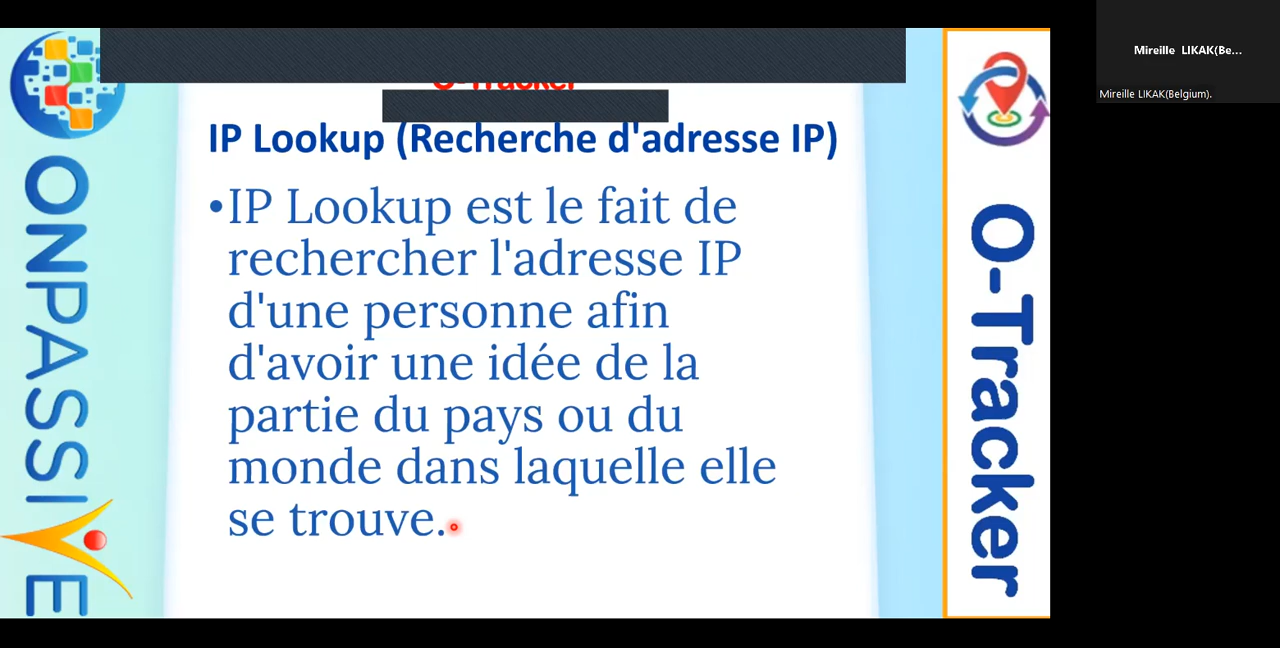 Mireille LIKAK(Be...
Mireille LIKAK(Belgium).
O-Tracker
IP Lookup (Recherche d'adresse IP)
•IP Lookup est le fait de
rechercher l'adresse IP
d'une personne afin
d'avoir une idée de la
partie du pays ou du
monde dans laquelle elle
se trouve.
ONPASSIVE
O-Tracker